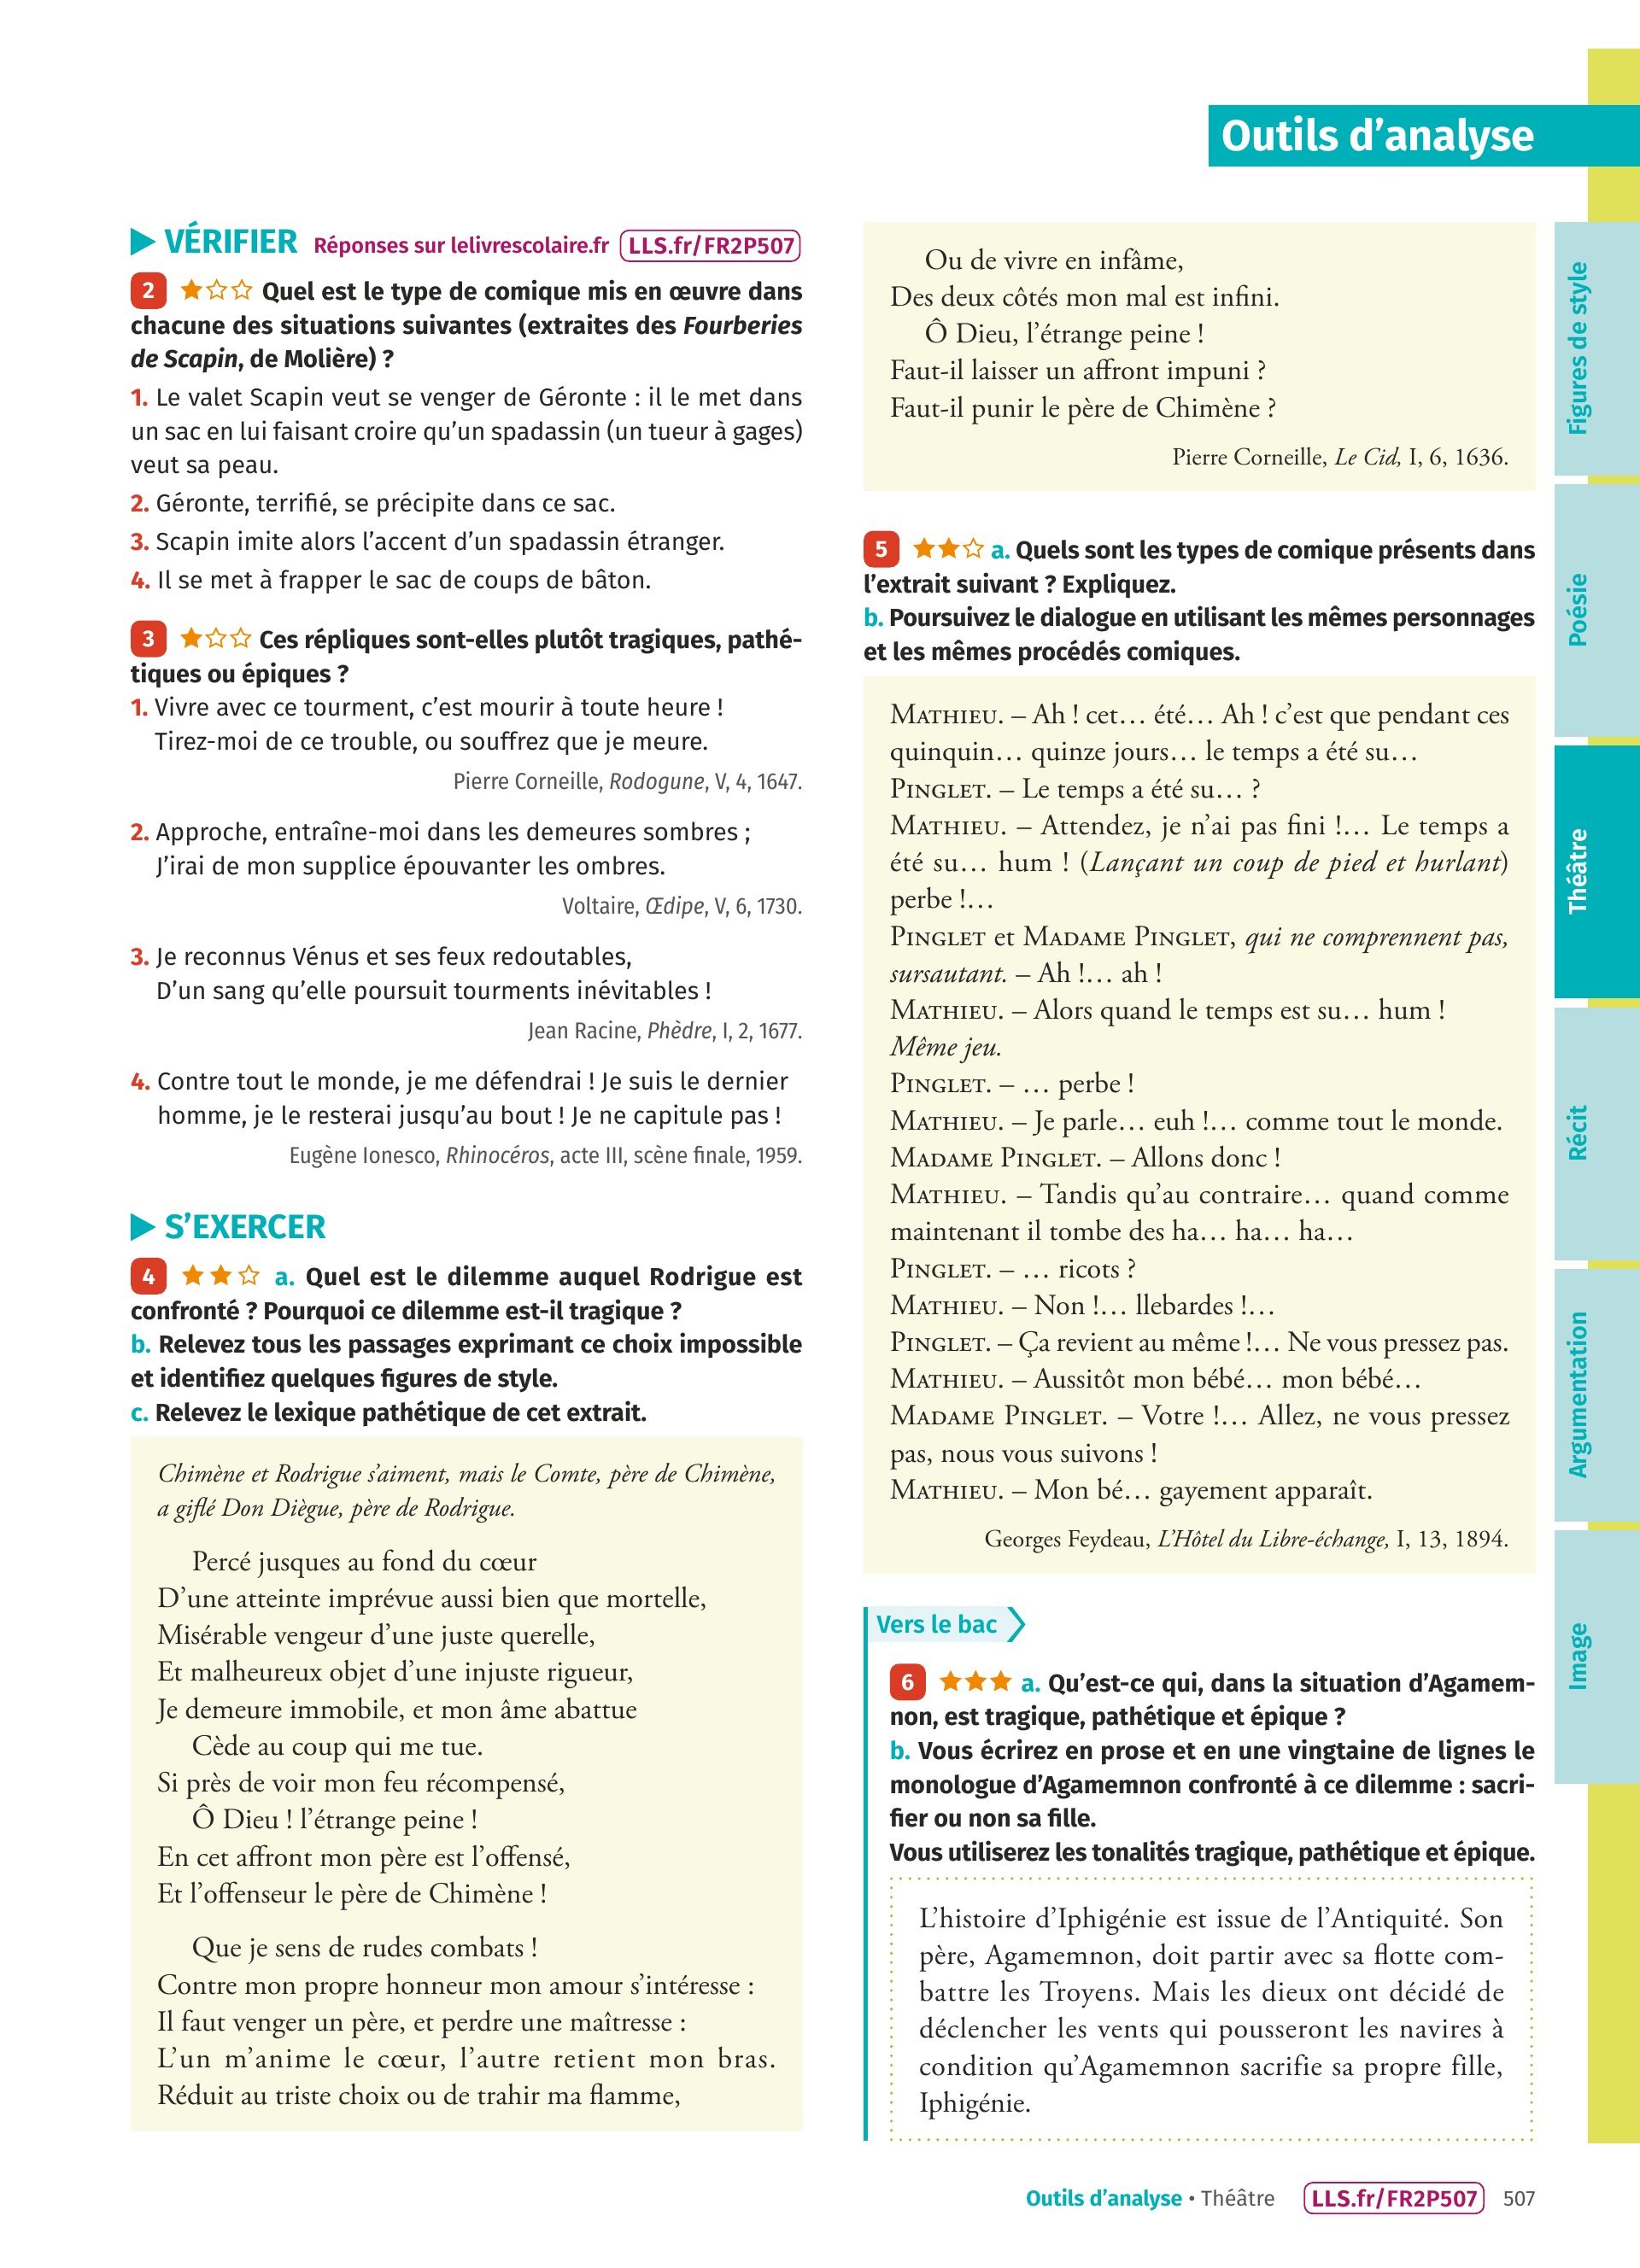 Outils d’analyse
VÉRIFIER Réponses sur lelivrescolaire.fr LLS.fr/FR2P507
2 Quel est le type de comique mis en œuvre dans
chacune des situations suivantes (extraites des Fourberies
de Scapin, de Molière) ?
1. Le valet Scapin veut se venger de Géronte : il le met dans
un sac en lui faisant croire qu’un spadassin (un tueur à gages)
veut sa peau.
2. Géronte, terrifié, se précipite dans ce sac.
3. Scapin imite alors l’accent d’un spadassin étranger.
4. Il se met à frapper le sac de coups de bâton.
3 Ces répliques sont-elles plutôt tragiques, pathé-
tiques ou épiques ?
1. Vivre avec ce tourment, c’est mourir à toute heure !
Tirez-moi de ce trouble, ou souffrez que je meure.
Pierre Corneille, Rodogune, V, 4, 1647.
2. Approche, entraîne-moi dans les demeures sombres ;
J’irai de mon supplice épouvanter les ombres.
Voltaire, Œdipe, V, 6, 1730.
3. Je reconnus Vénus et ses feux redoutables,
D’un sang qu’elle poursuit tourments inévitables !
Jean Racine, Phèdre, I, 2, 1677.
4. Contre tout le monde, je me défendrai ! Je suis le dernier
homme, je le resterai jusqu’au bout ! Je ne capitule pas !
Eugène Ionesco, Rhinocéros, acte III, scène finale, 1959.
S’EXERCER
4 a. Quel est le dilemme auquel Rodrigue est
confronté ? Pourquoi ce dilemme est-il tragique ?
b. Relevez tous les passages exprimant ce choix impossible
et identifiez quelques figures de style.
c. Relevez le lexique pathétique de cet extrait.
Chimène et Rodrigue s’aiment, mais le Comte, père de Chimène,
a giflé Don Diègue, père de Rodrigue.
Percé jusques au fond du cœur
D’une atteinte imprévue aussi bien que mortelle,
Misérable vengeur d’une juste querelle,
Et malheureux objet d’une injuste rigueur,
Je demeure immobile, et mon âme abattue
Cède au coup qui me tue.
Si près de voir mon feu récompensé,
Ô Dieu ! l’étrange peine !
En cet affront mon père est l’offensé,
Et l’offenseur le père de Chimène !
Que je sens de rudes combats !
Contre mon propre honneur mon amour s’intéresse :
Il faut venger un père, et perdre une maîtresse :
L’un m’anime le cœur, l’autre retient mon bras.
Réduit au triste choix ou de trahir ma flamme,
Ou de vivre en infâme,
Des deux côtés mon mal est infini.
Ô Dieu, l’étrange peine !
Faut-il laisser un affront impuni ?
Faut-il punir le père de Chimène ?
Pierre Corneille, Le Cid, I, 6, 1636.
5 a. Quels sont les types de comique présents dans
l’extrait suivant ? Expliquez.
b. Poursuivez le dialogue en utilisant les mêmes personnages
et les mêmes procédés comiques.
MATHIEU. – Ah ! cet… été… Ah ! c’est que pendant ces
quinquin… quinze jours… le temps a été su…
PINGLET. – Le temps a été su… ?
MATHIEU. – Attendez, je n’ai pas fini !… Le temps a
été su… hum ! (Lançant un coup de pied et hurlant)
perbe !…
PINGLET et MADAME PINGLET, qui ne comprennent pas,
sursautant. – Ah !… ah !
MATHIEU. – Alors quand le temps est su… hum !
Même jeu.
PINGLET. – … perbe !
MATHIEU. – Je parle… euh !… comme tout le monde.
MADAME PINGLET. – Allons donc !
MATHIEU. – Tandis qu’au contraire… quand comme
maintenant il tombe des ha… ha… ha…
PINGLET. – … ricots ?
MATHIEU. – Non !… llebardes !…
PINGLET. – Ça revient au même !… Ne vous pressez pas.
MATHIEU. – Aussitôt mon bébé… mon bébé…
MADAME PINGLET. – Votre !… Allez, ne vous pressez
pas, nous vous suivons !
MATHIEU. – Mon bé… gayement apparaît.
Georges Feydeau, L’Hôtel du Libre-échange, I, 13, 1894.
Vers le bac
6 a. Qu’est-ce qui, dans la situation d’Agamem-
non, est tragique, pathétique et épique ?
b. Vous écrirez en prose et en une vingtaine de lignes le
monologue d’Agamemnon confronté à ce dilemme : sacri-
fier ou non sa fille.
Vous utiliserez les tonalités tragique, pathétique et épique.
L’histoire d’Iphigénie est issue de l’Antiquité. Son
père, Agamemnon, doit partir avec sa flotte com-
battre les Troyens. Mais les dieux ont décidé de
déclencher les vents qui pousseront les navires à
condition qu’Agamemnon sacrifie sa propre fille,
Iphigénie.
Figures de style
Poésie
Théâtre
Récit
Argumentation
Image
Outils d’analyse • Théâtre LLS.fr/FR2P507 507